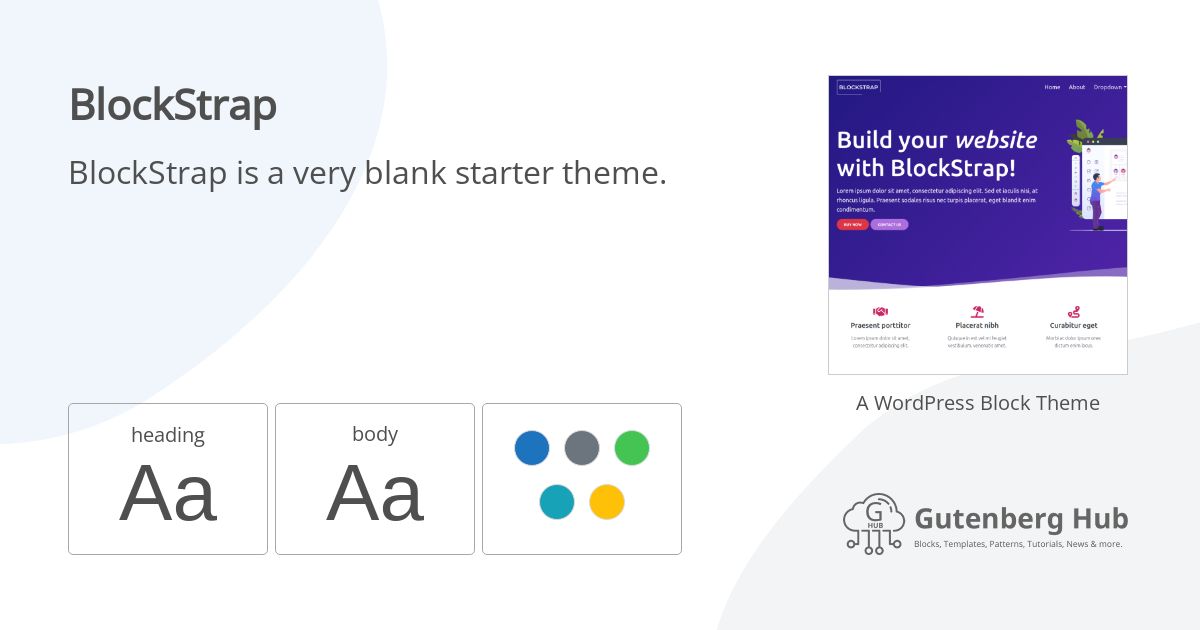 BlockStrap
BlockStrap is a very blank starter theme.
BLOCKSTRAP
Home About Dropdown
Build your website
with BlockStrap!
Lorem ipsum dolor sit amet, consectetur adipiscing elit. Sed et iaculis nisi, at
rhoncus ligula. Praesent sodales risus nec turpis placerat, eget blandit enim
condimentum.
BUY NOW CONTACT US
Praesent porttitor
Lorem ipsum dolor sit amet,
consectetur adipiscing elit.
Placerat nibh
Quisque in est vel mi feugiat
vestibulum venenatis amet.
Curabitur eget
Morbi ac dolor ipsum ones
dictum enim locus.
A WordPress Block Theme
heading
Aa
body
Aa
G
HUB
Gutenberg Hub
Blocks, Templates, Patterns, Tutorials, News & more.